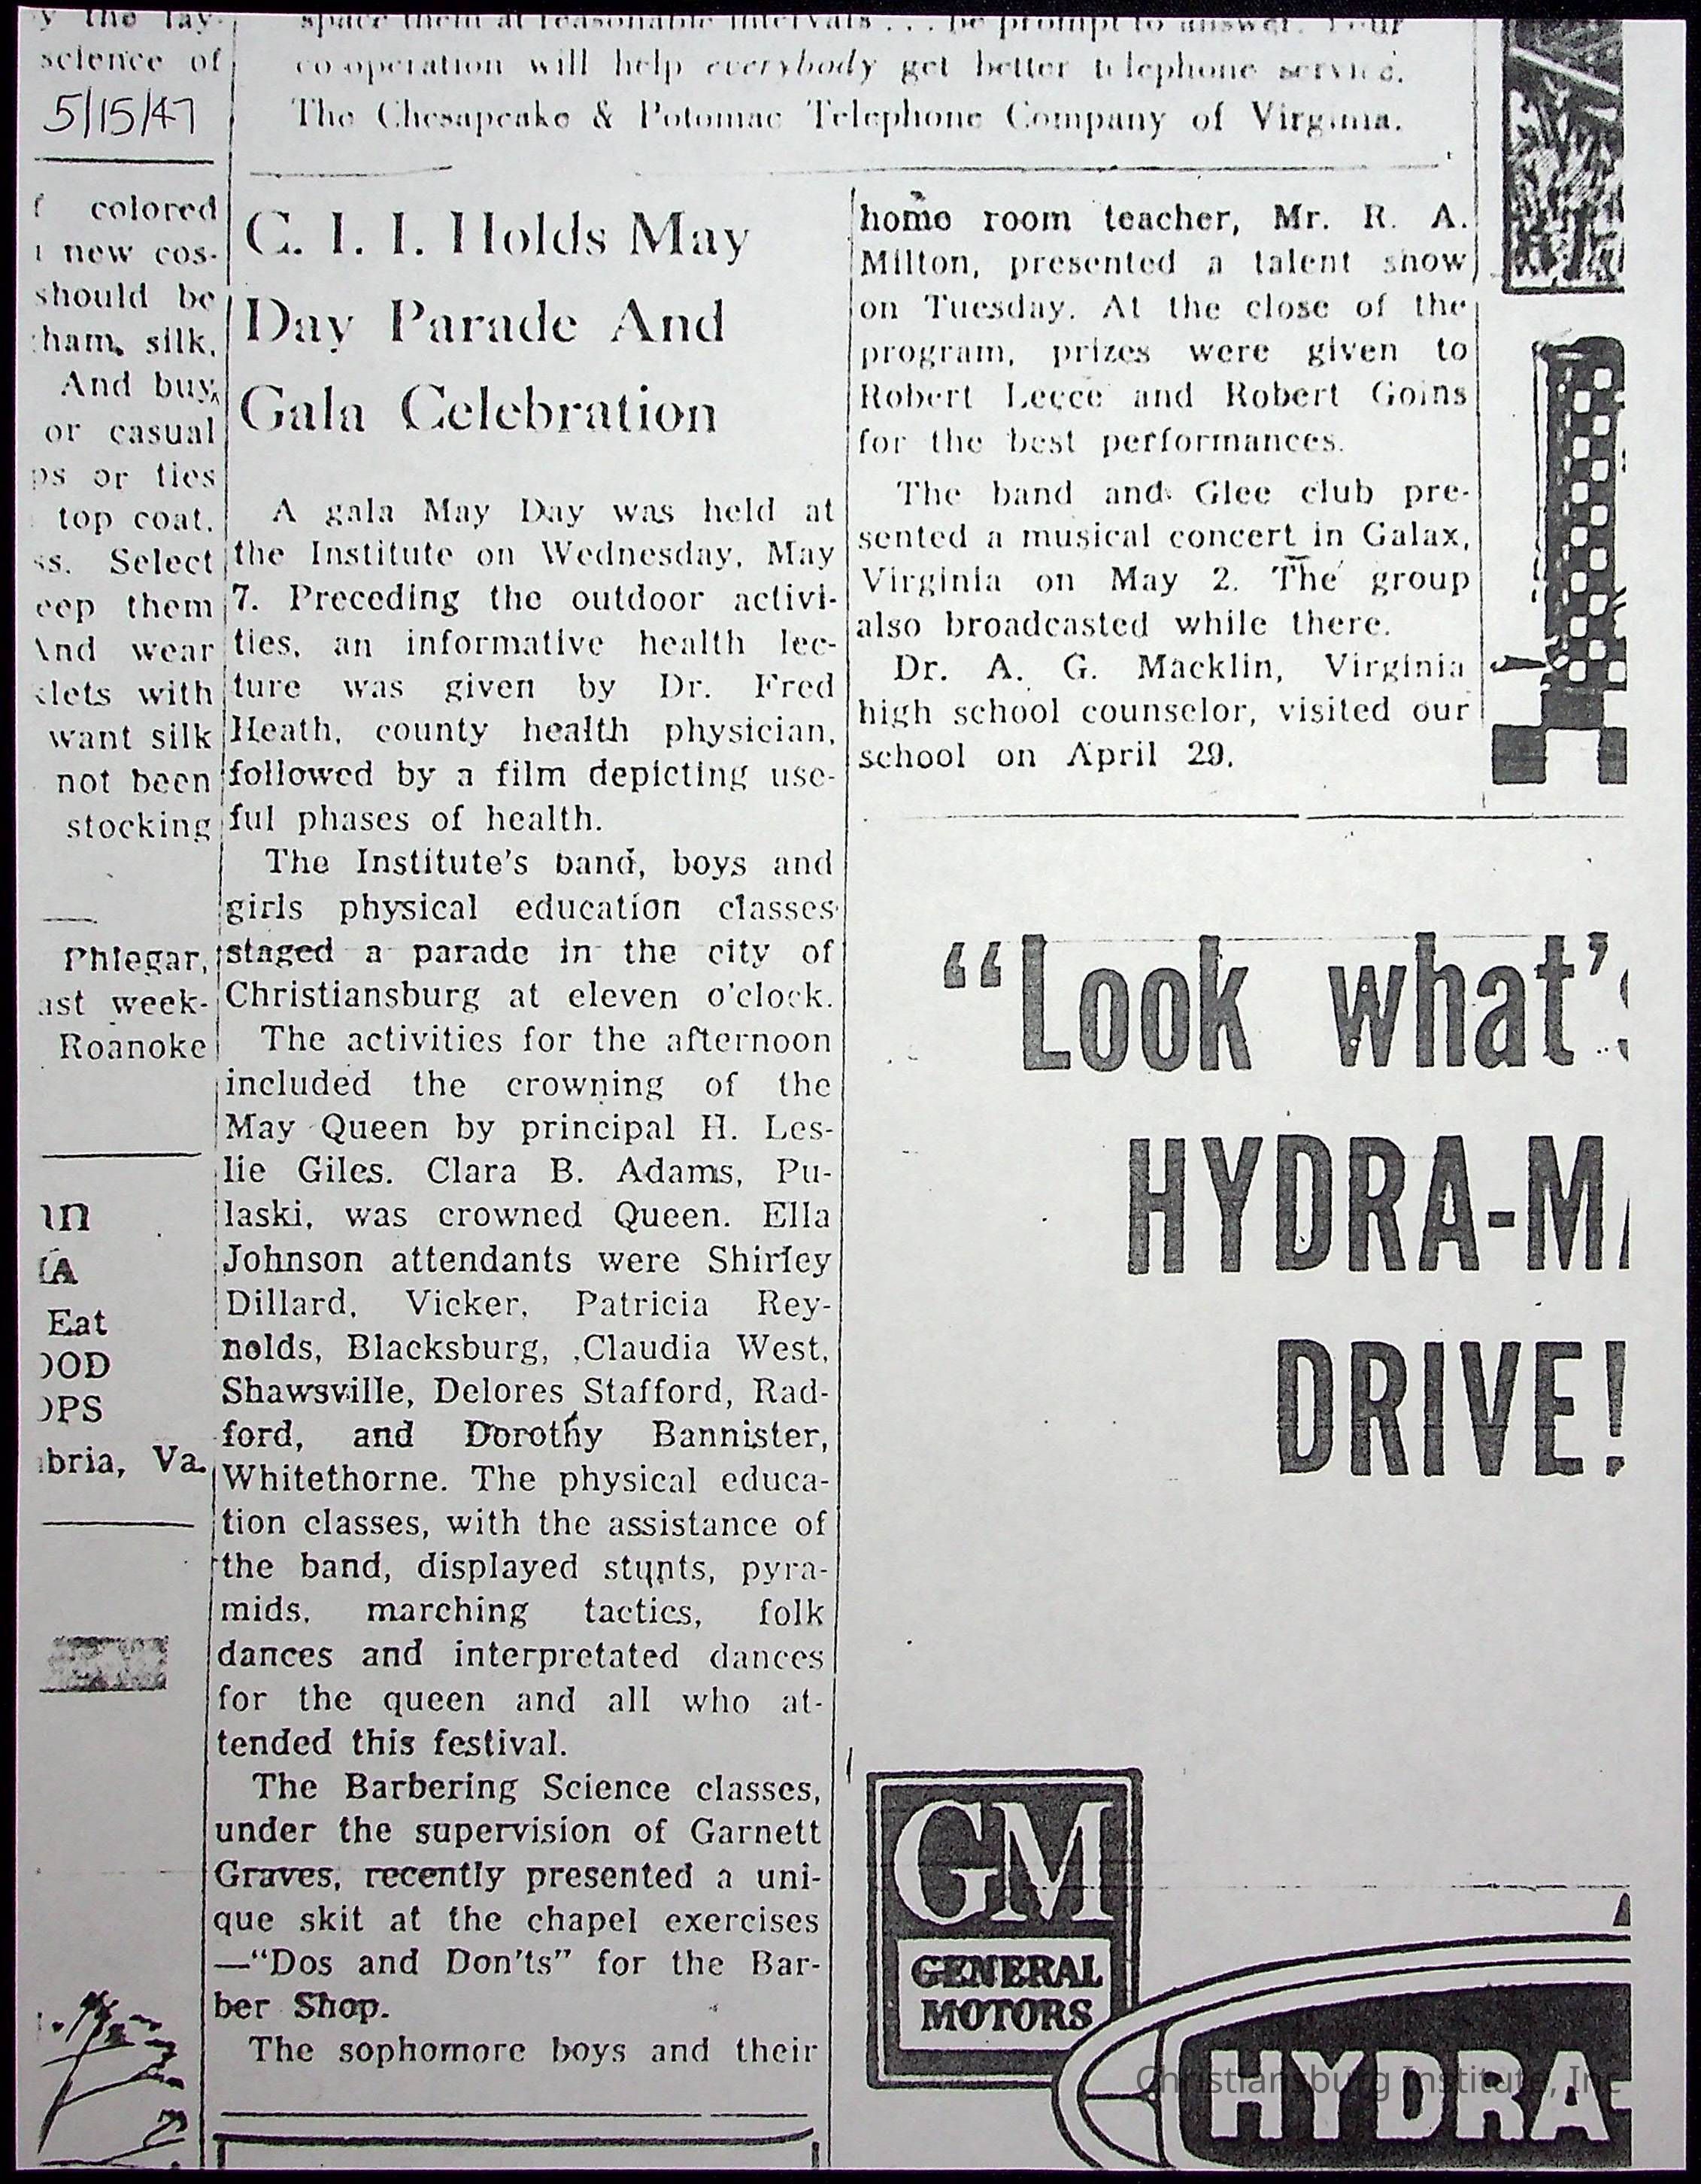 y the lay-
science of
5/15/47
colored
new cos-
should be
ham, silk,
And buy
or casual
ps or ties
top coat.
ss. Select
eep them
And wear
klets with
want silk
not been
stocking
Phlegar,
ast week-
Roanoke
in
Eat
OOD
OPS
bria, Va.
space them at reasonable intervals . . . be prompt to answer. Your
co-operation will help everybody get better telephone service.
The Chesapeake & Potomac Telephone Company of Virginia.
C. I. I. Holds May
Day Parade And
Gala Celebration
A gala May Day was held at
the Institute on Wednesday, May
7. Preceding the outdoor activi-
ties, an informative health lec-
ture was given by Dr. Fred
Heath, county health physician,
followed by a film depicting use-
ful phases of health.
The Institute's band, boys and
girls physical education classes
staged a parade in the city of
Christiansburg at eleven o'clock.
The activities for the afternoon
included the crowning of the
May Queen by principal H. Les-
lie Giles. Clara B. Adams, Pu-
laski, was crowned Queen. Ella
Johnson attendants were Shirley
Dillard, Vicker, Patricia Rey-
nolds, Blacksburg, ,Claudia West,
Shawsville, Delores Stafford, Rad-
ford, and Dorothy Bannister,
Whitethorne. The physical educa-
tion classes, with the assistance of
the band, displayed stunts, pyra-
mids, marching tactics, folk
dances and interpretated dances
for the queen and all who at-
tended this festival.
The Barbering Science classes,
under the supervision of Garnett
Graves, recently presented a uni-
que skit at the chapel exercises
—"Dos and Don'ts" for the Bar-
ber Shop.
The sophomore boys and their
home room teacher, Mr. R. A.
Milton, presented a talent show
on Tuesday. At the close of the
program, prizes were given to
Robert Lecce and Robert Goins
for the best performances.
The band and Glee club pre-
sented a musical concert in Galax,
Virginia on May 2. The group
also broadcasted while there.
Dr. A. G. Macklin, Virginia
high school counselor, visited our
school on April 29.
"Look what's
HYDRA-MA
DRIVE!
GM
GENERAL
MOTORS
HYDRA-
Christiansburg Institute, Inc